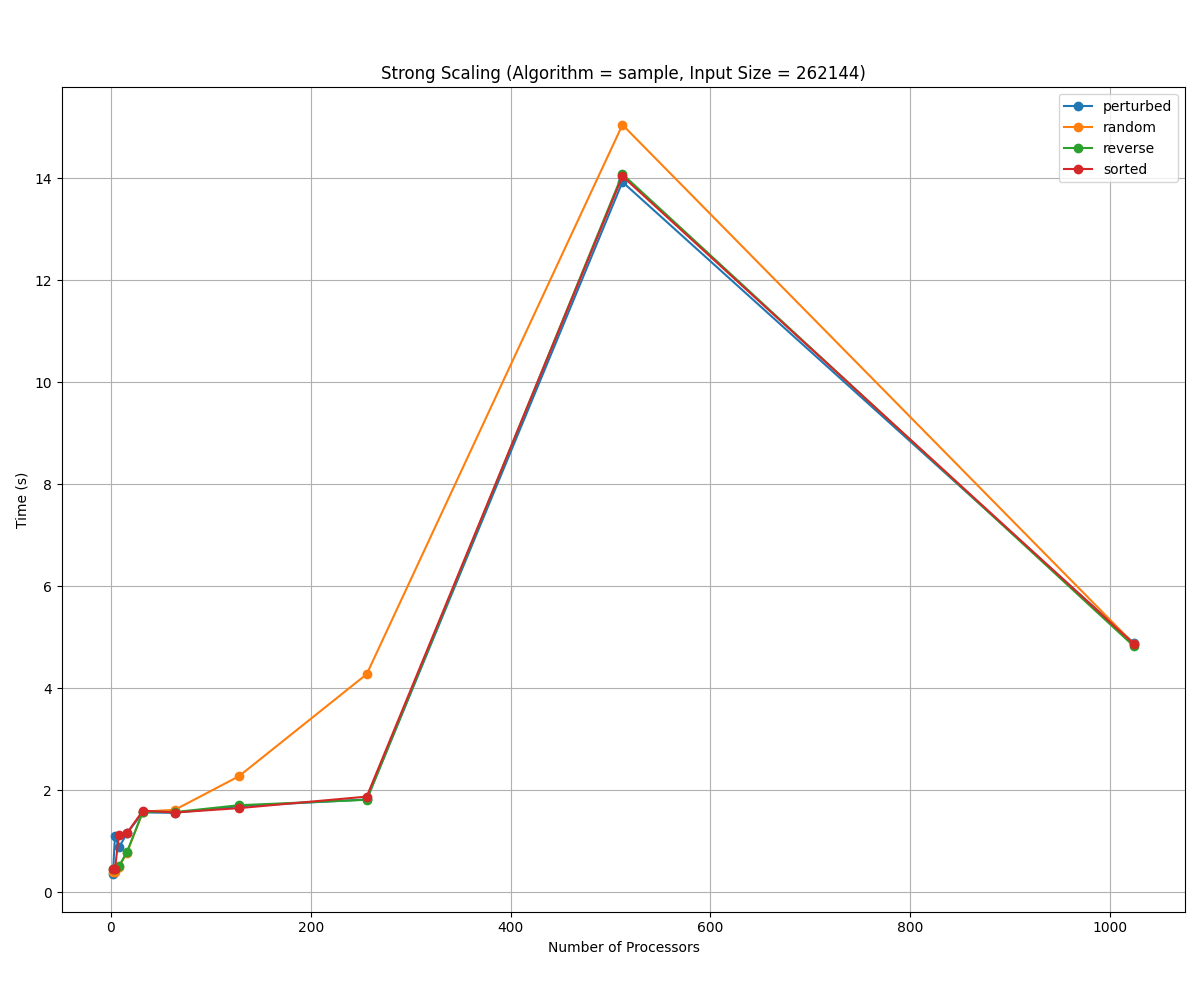 Strong Scaling (Algorithm = sample, Input Size = 262144)
perturbed
random
reverse
sorted
14
12
10
8
6
4
2
0
Time (s)
0 200 400 600 800 1000
Number of Processors